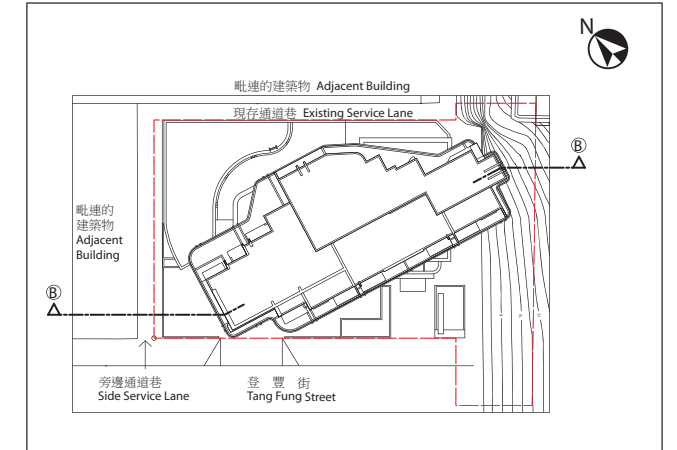 N
毗連的建築物 Adjacent Building
現存通道巷 Existing Service Lane
B
毗連的
建築物
Adjacent
Building
B
旁邊通道巷
Side Service Lane
登 豐 街
Tang Fung Street